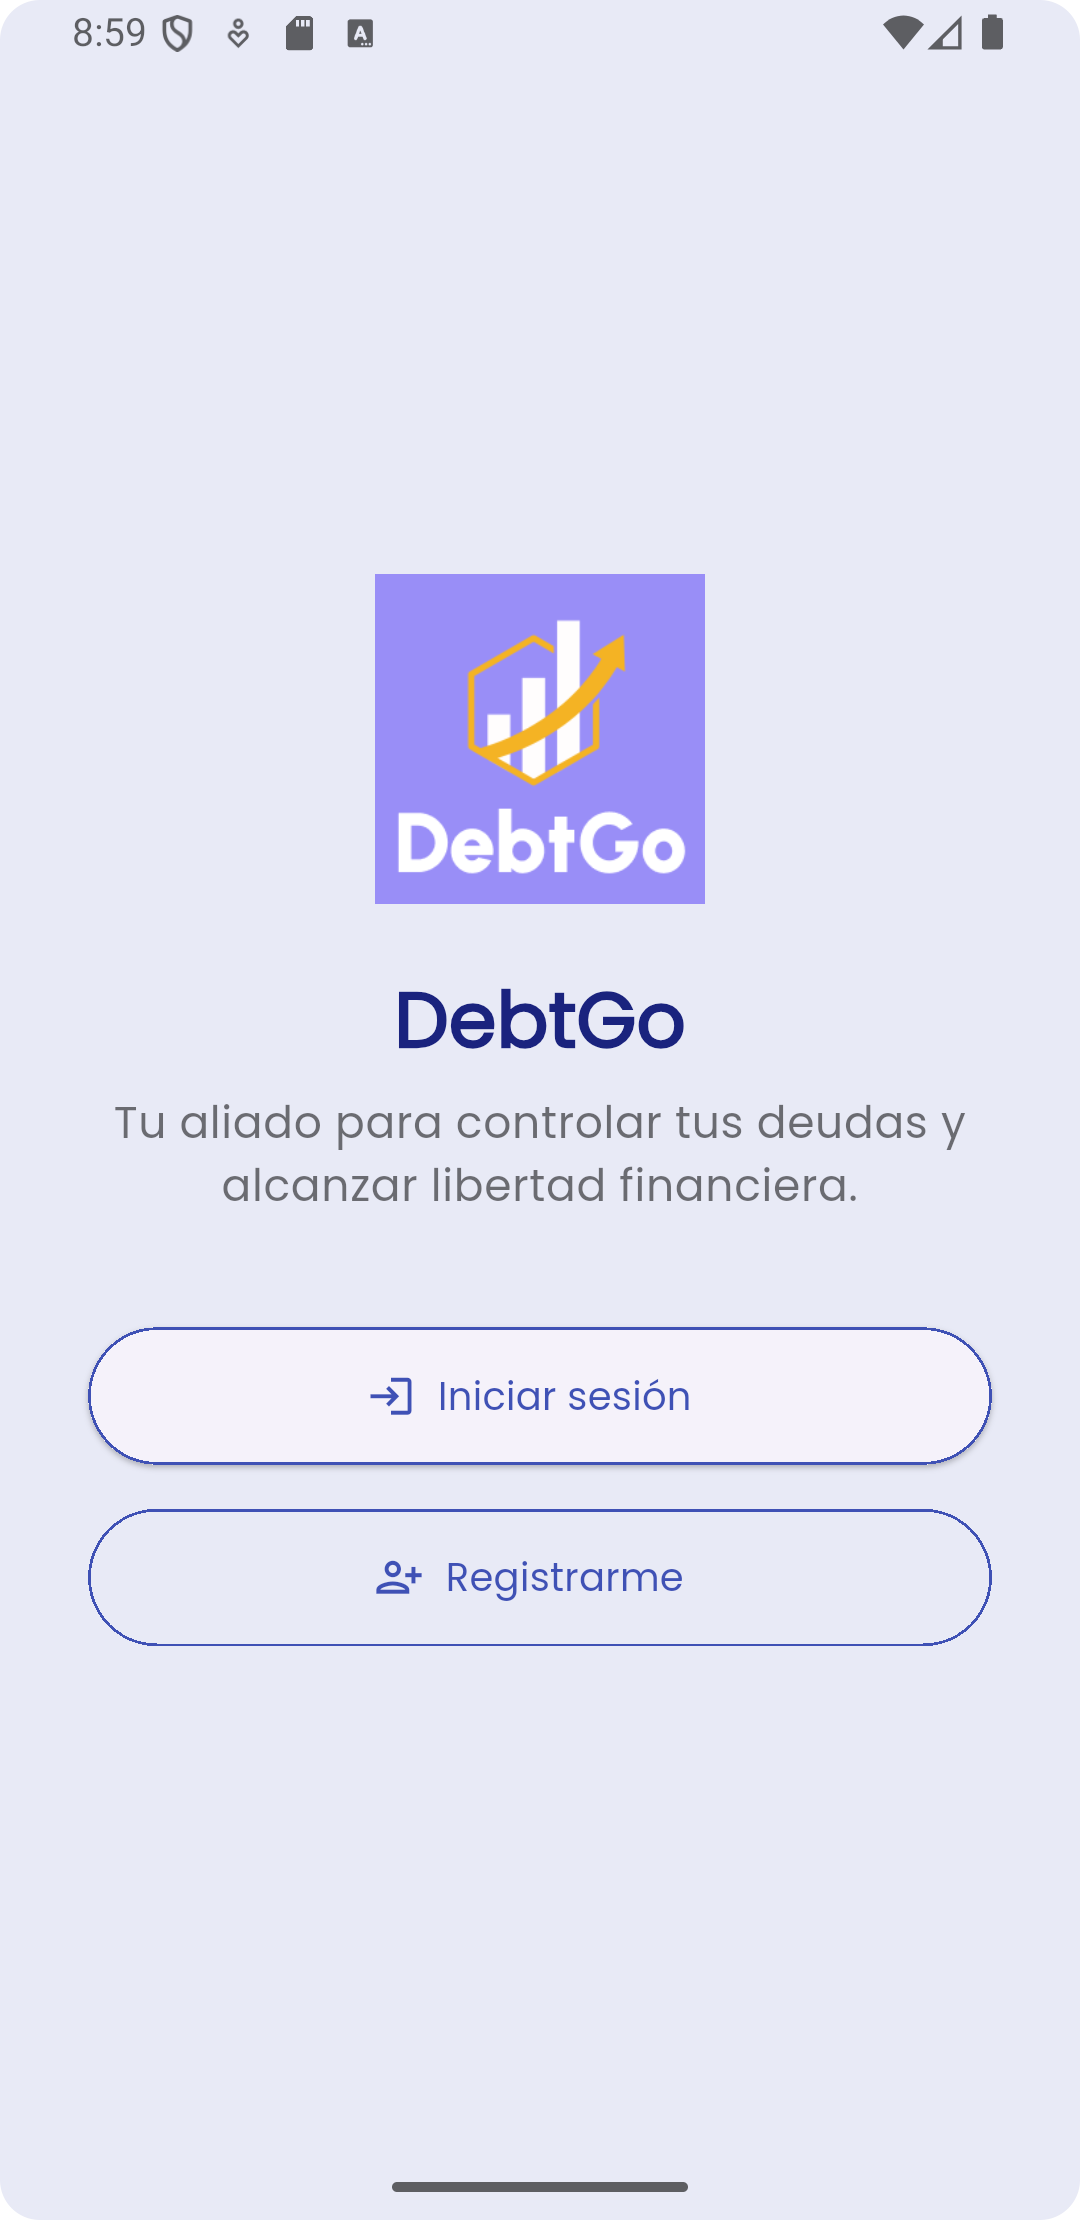 8:59
DebtGo
DebtGo
Tu aliado para controlar tus deudas y
alcanzar libertad financiera.
Iniciar sesión
Registrarme